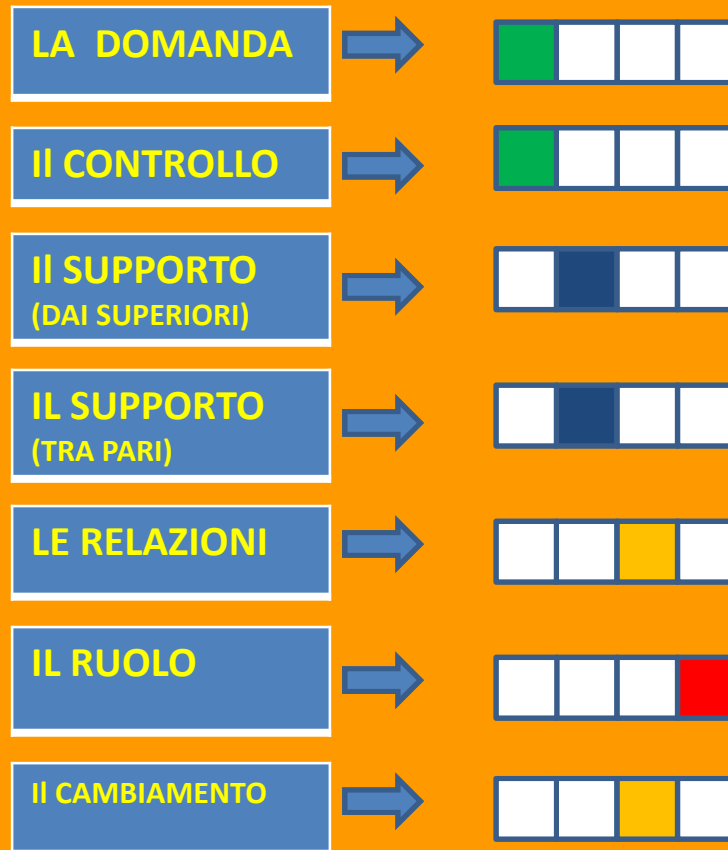 LA DOMANDA
Il CONTROLLO
Il SUPPORTO
(DAI SUPERIORI)
IL SUPPORTO
(TRA PARI)
LE RELAZIONI
IL RUOLO
Il CAMBIAMENTO